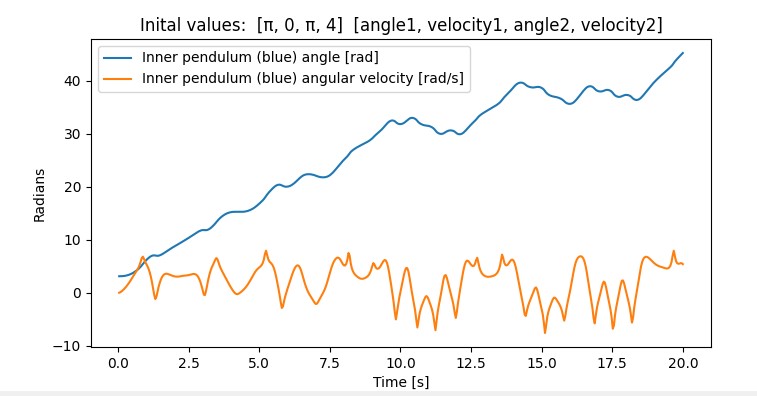 Inital values:  [π, 0, π, 4]  [angle1, velocity1, angle2, velocity2]
Inner pendulum (blue) angle [rad]
Inner pendulum (blue) angular velocity [rad/s]
40
30
20
10
0
−10
Radians
0.0 2.5 5.0 7.5 10.0 12.5 15.0 17.5 20.0
Time [s]